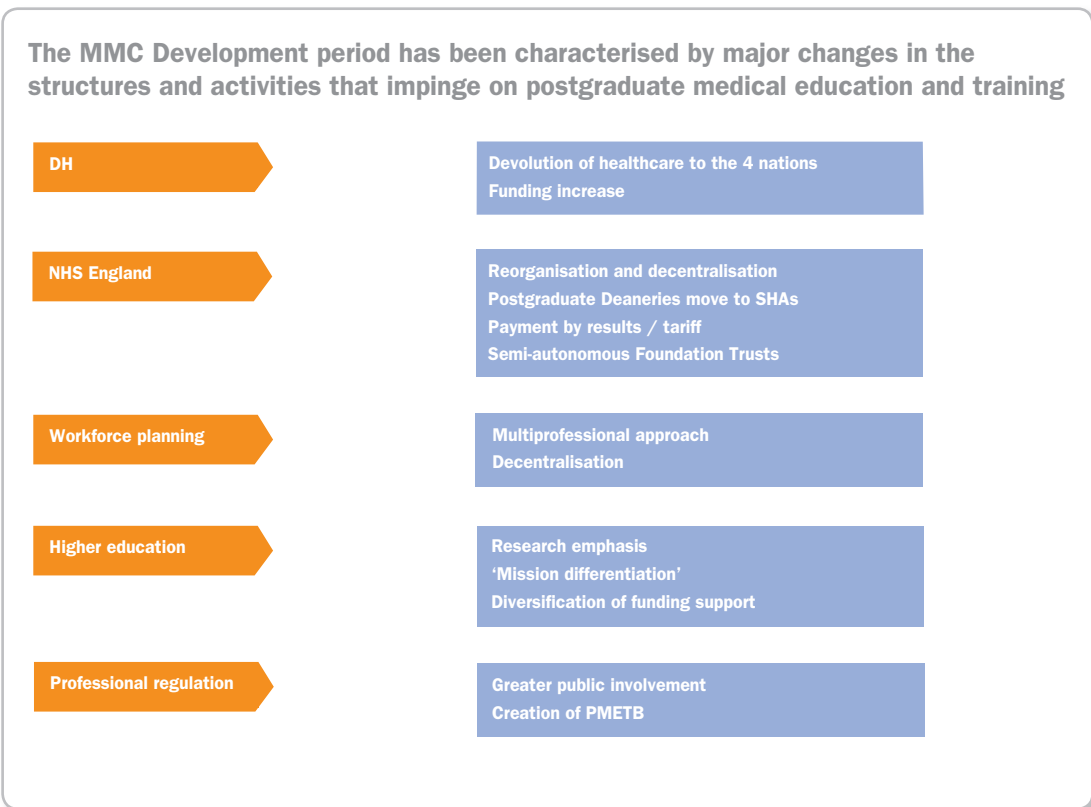 The MMC Development period has been characterised by major changes in the
structures and activities that impinge on postgraduate medical education and training
DH
Devolution of healthcare to the 4 nations
Funding increase
NHS England
Reorganisation and decentralisation
Postgraduate Deaneries move to SHAs
Payment by results / tariff
Semi-autonomous Foundation Trusts
Workforce planning
Multiprofessional approach
Decentralisation
Higher education
Research emphasis
‘Mission differentiation’
Diversification of funding support
Professional regulation
Greater public involvement
Creation of PMETB